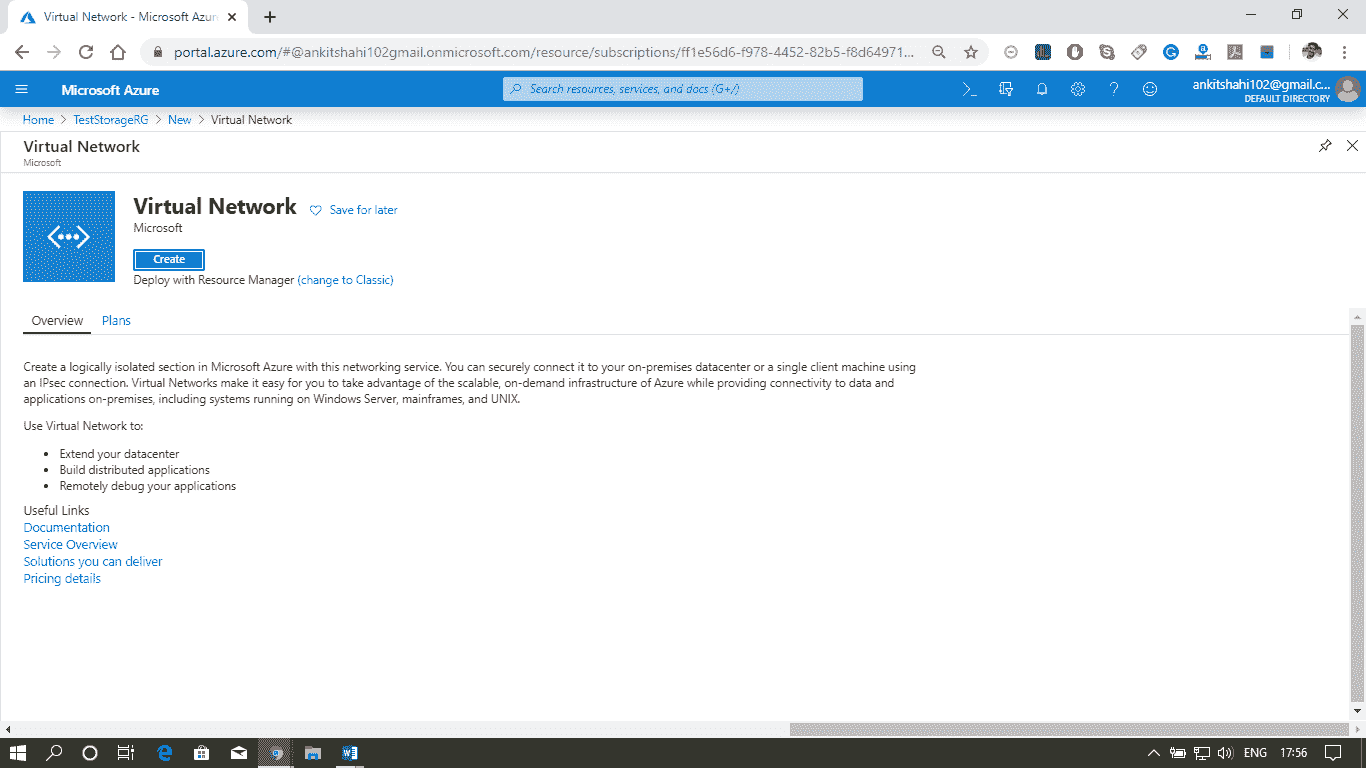 Virtual Network - Microsoft Azur
portal.azure.com/#@ankitshahi102gmail.onmicrosoft.com/resource/subscriptions/ff1e56d6-f978-4452-82b5-f8d64971...
Microsoft Azure
Search resources, services, and docs (G+/)
ankitshahi102@gmail.c...
DEFAULT DIRECTORY
Home > TestStorageRG > New > Virtual Network
Virtual Network
Microsoft
Virtual Network
Save for later
Microsoft
Create
Deploy with Resource Manager (change to Classic)
Overview Plans
Create a logically isolated section in Microsoft Azure with this networking service. You can securely connect it to your on-premises datacenter or a single client machine using
an IPsec connection. Virtual Networks make it easy for you to take advantage of the scalable, on-demand infrastructure of Azure while providing connectivity to data and
applications on-premises, including systems running on Windows Server, mainframes, and UNIX.
Use Virtual Network to:
• Extend your datacenter
• Build distributed applications
• Remotely debug your applications
Useful Links
Documentation
Service Overview
Solutions you can deliver
Pricing details
ENG 17:56